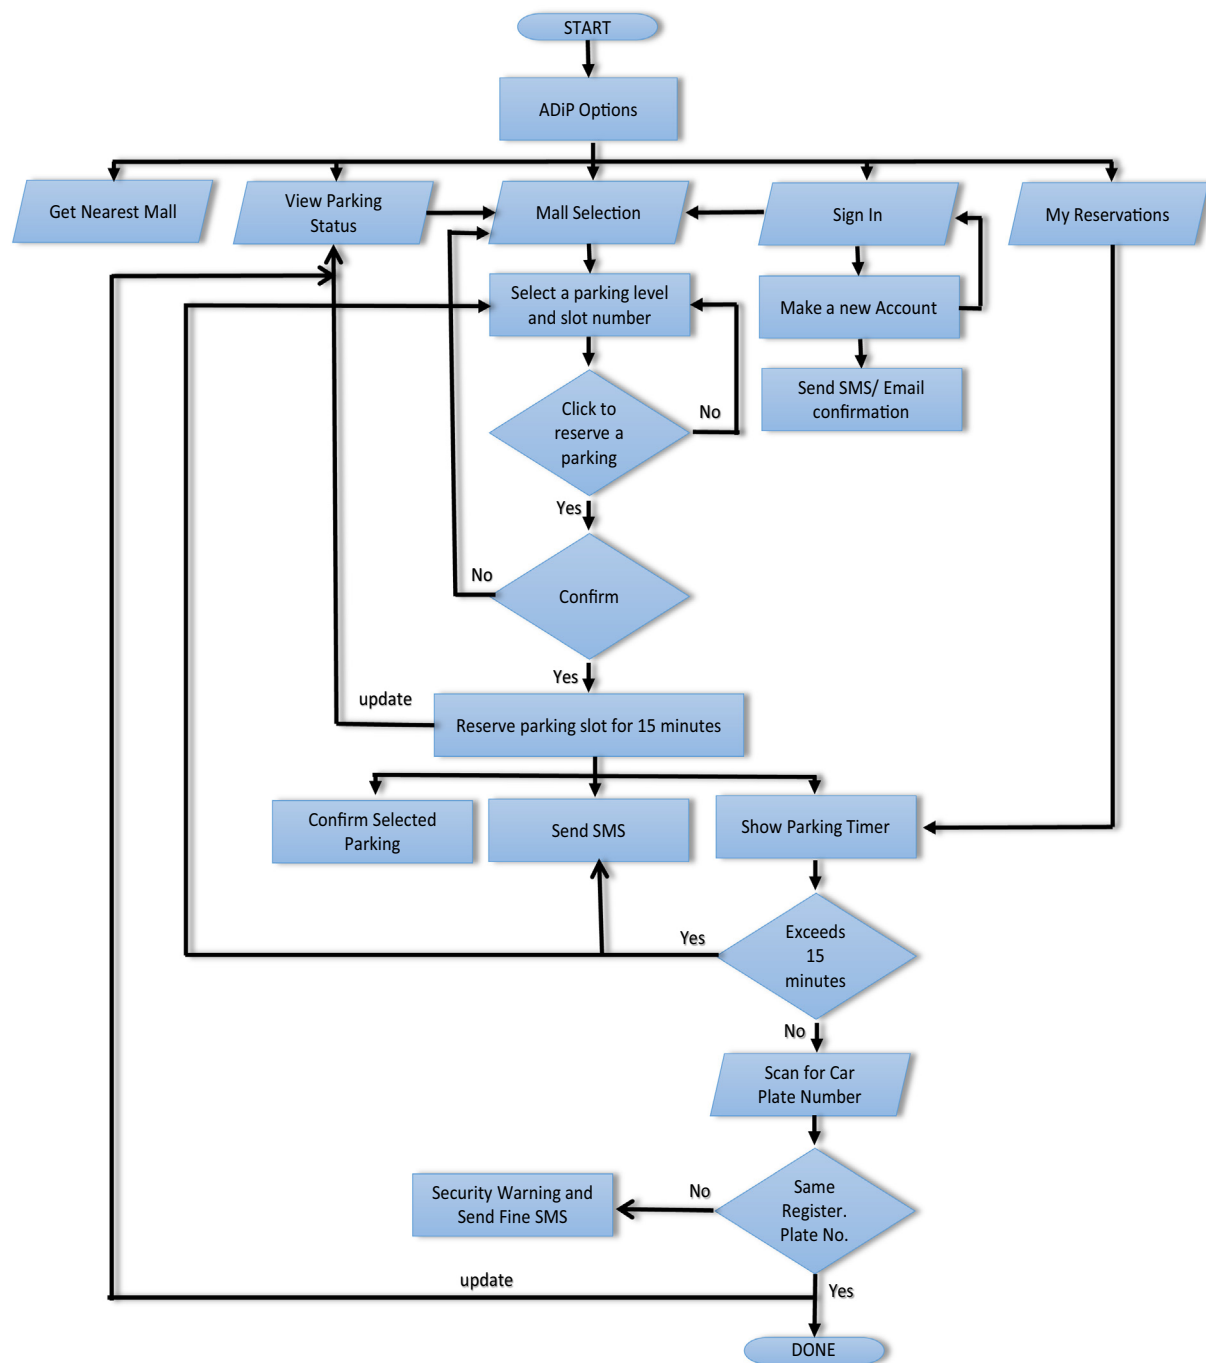 START
ADiP Options
Get Nearest Mall
View Parking
Status
Mall Selection
Sign In
My Reservations
Select a parking level
and slot number
Make a new Account
Send SMS/ Email
confirmation
Click to
reserve a
parking
No
Yes
No
Confirm
Yes
update
Reserve parking slot for 15 minutes
Confirm Selected
Parking
Send SMS
Show Parking Timer
Yes
Exceeds
15
minutes
No
Scan for Car
Plate Number
Security Warning and
Send Fine SMS
No
Same
Register.
Plate No.
update
Yes
DONE